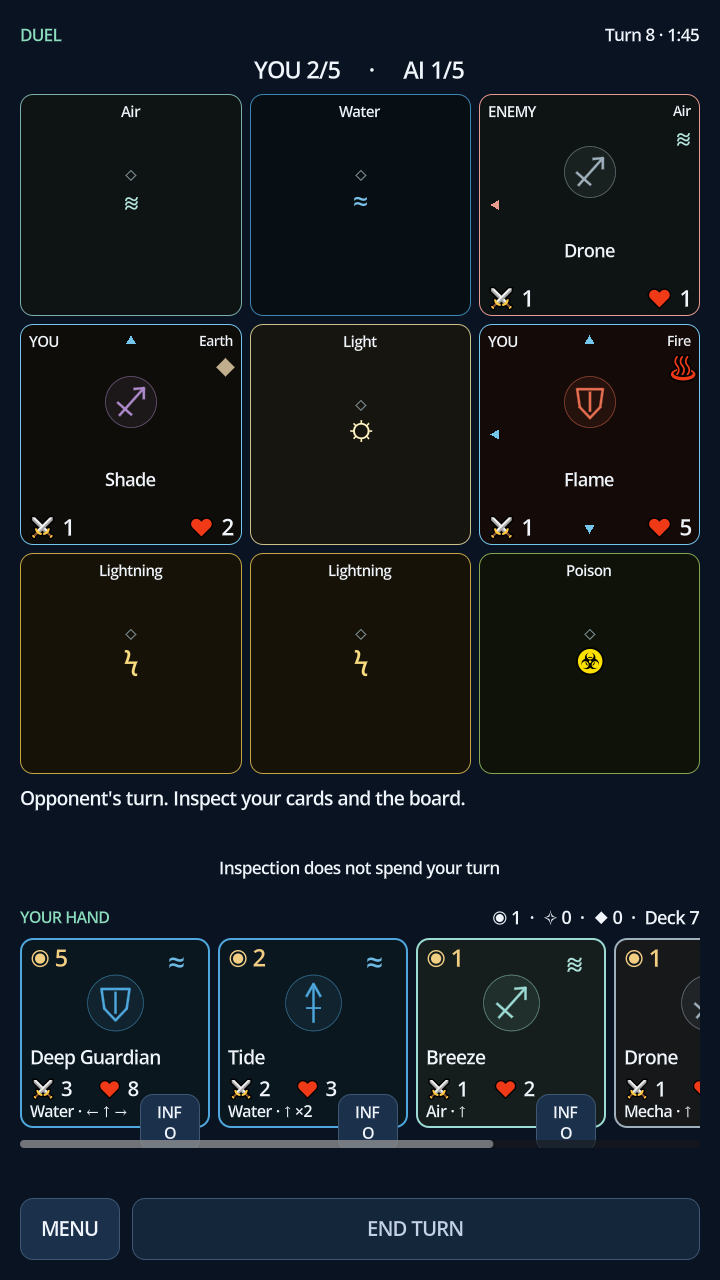 DUEL
Turn 8 · 1:45
YOU 2/5 · AI 1/5
Air
Water
ENEMY Air
Drone
1 1
YOU Earth
Shade
1 2
Light
YOU Fire
Flame
1 5
Lightning
Lightning
Poison
Opponent's turn. Inspect your cards and the board.
Inspection does not spend your turn
YOUR HAND
◉ 1 · ✧ 0 · ◆ 0 · Deck 7
◉ 5
Deep Guardian
3 8
Water · ← ↑ →
INFO
◉ 2
Tide
2 3
Water · ↑ ×2
INFO
◉ 1
Breeze
1 2
Air · ↑
INFO
◉ 1
Drone
1
Mecha · ↑
MENU
END TURN